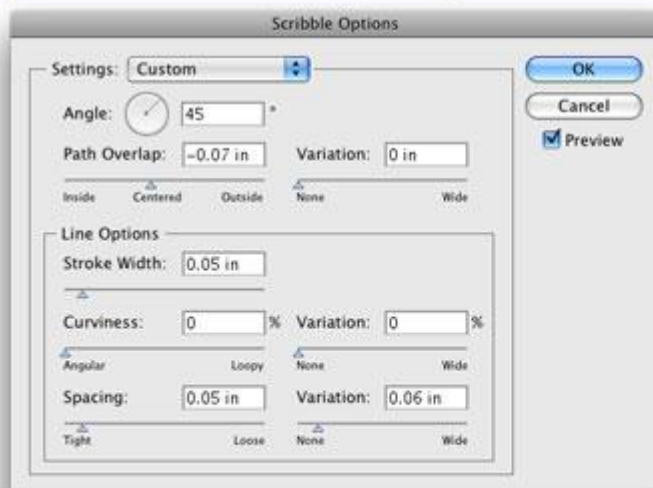 Scribble Options
Settings: Custom
OK
Angle: 45 °
Cancel
Preview
Path Overlap: -0.07 in Variation: 0 in
Inside Centered Outside None Wide
Line Options
Stroke Width: 0.05 in
Curviness: 0 % Variation: 0 %
Angular Loopy None Wide
Spacing: 0.05 in Variation: 0.06 in
Tight Loose None Wide